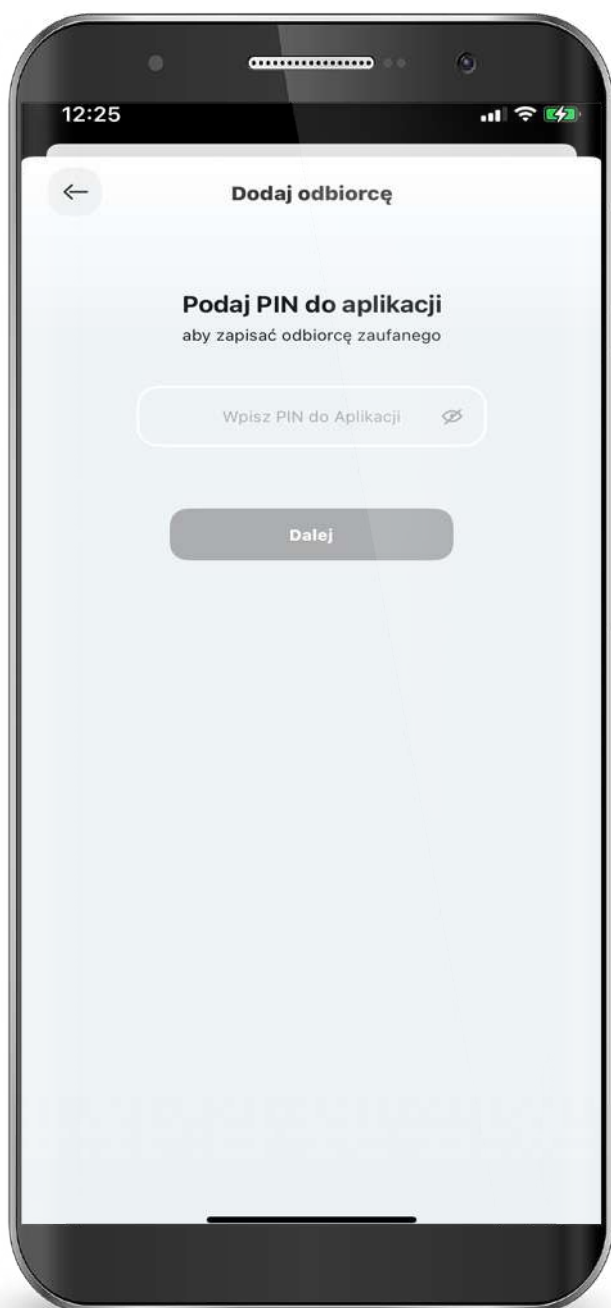 12:25
Dodaj odbiorcę
Podaj PIN do aplikacji
aby zapisać odbiorcę zaufanego
Wpisz PIN do Aplikacji
Dalej